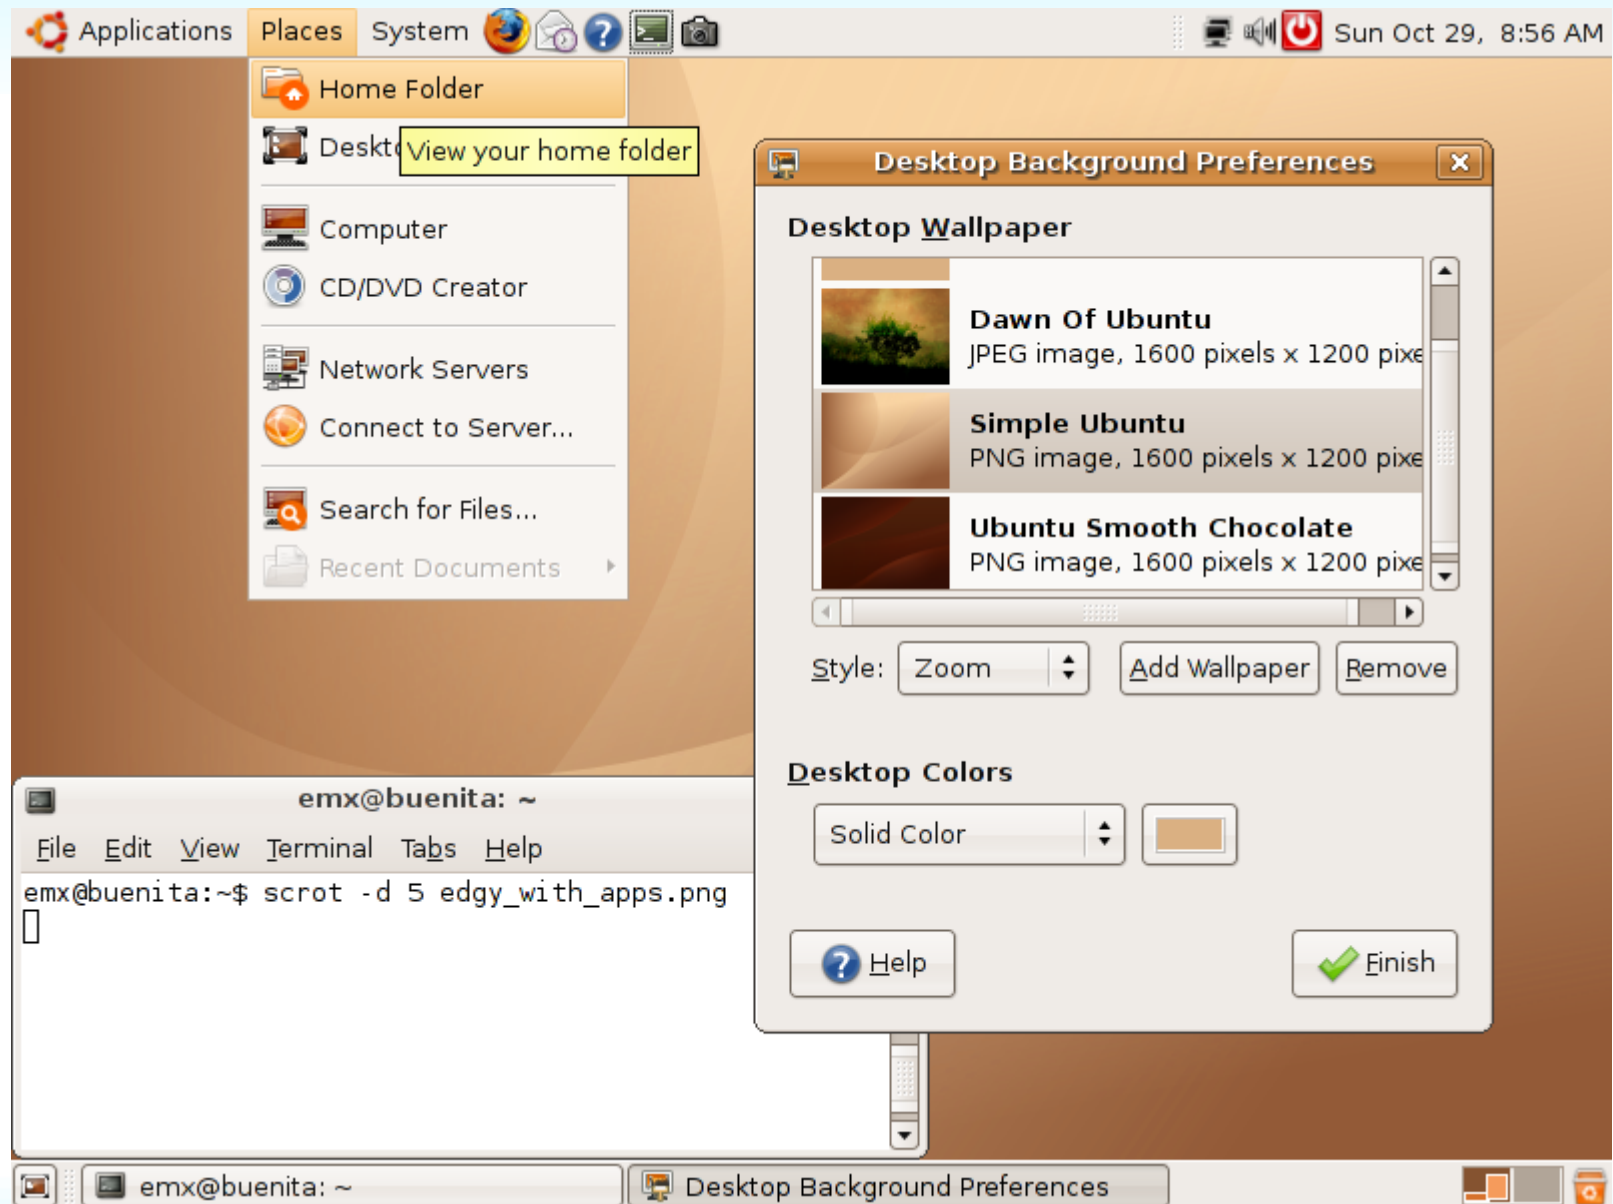 Applications Places System Sun Oct 29, 8:56 AM
Home Folder
View your home folder
Computer
CD/DVD Creator
Network Servers
Connect to Server...
Search for Files...
Recent Documents
Desktop Background Preferences
Desktop Wallpaper
Dawn Of Ubuntu
JPEG image, 1600 pixels x 1200 pixe
Simple Ubuntu
PNG image, 1600 pixels x 1200 pixe
Ubuntu Smooth Chocolate
PNG image, 1600 pixels x 1200 pixe
Style: Zoom Add Wallpaper Remove
Desktop Colors
Solid Color
Help Finish
emx@buenita: ~
File Edit View Terminal Tabs Help
emx@buenita:~$ scrot -d 5 edgy_with_apps.png
emx@buenita: ~ Desktop Background Preferences